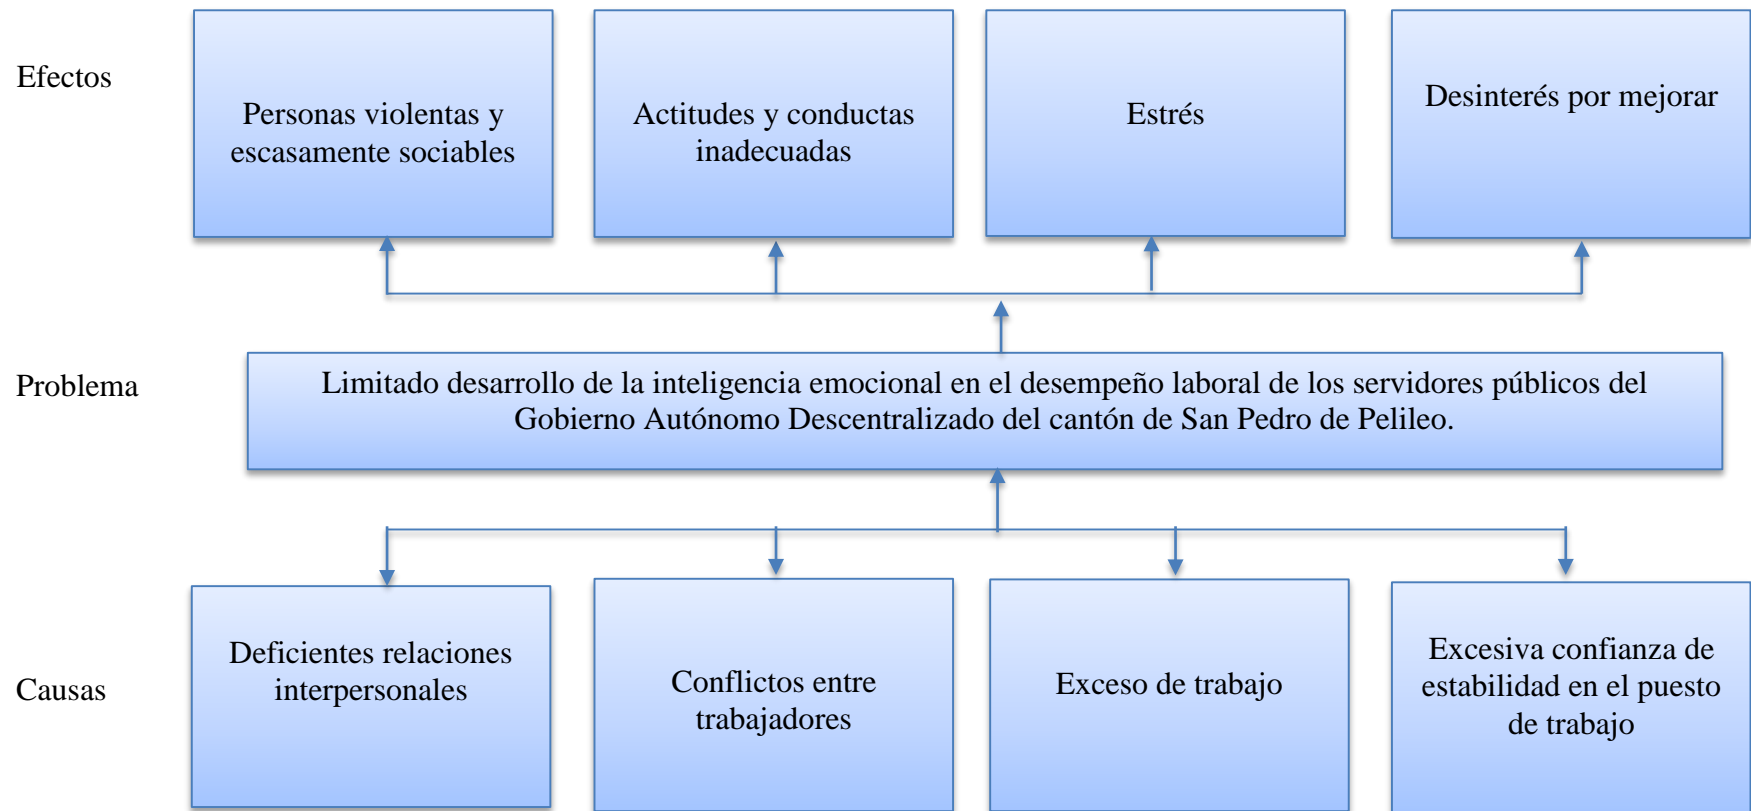 Efectos
Personas violentas y
escasamente sociables
Actitudes y conductas
inadecuadas
Estrés
Desinterés por mejorar
Problema
Limitado desarrollo de la inteligencia emocional en el desempeño laboral de los servidores públicos del
Gobierno Autónomo Descentralizado del cantón de San Pedro de Pelileo.
Causas
Deficientes relaciones
interpersonales
Conflictos entre
trabajadores
Exceso de trabajo
Excesiva confianza de
estabilidad en el puesto
de trabajo